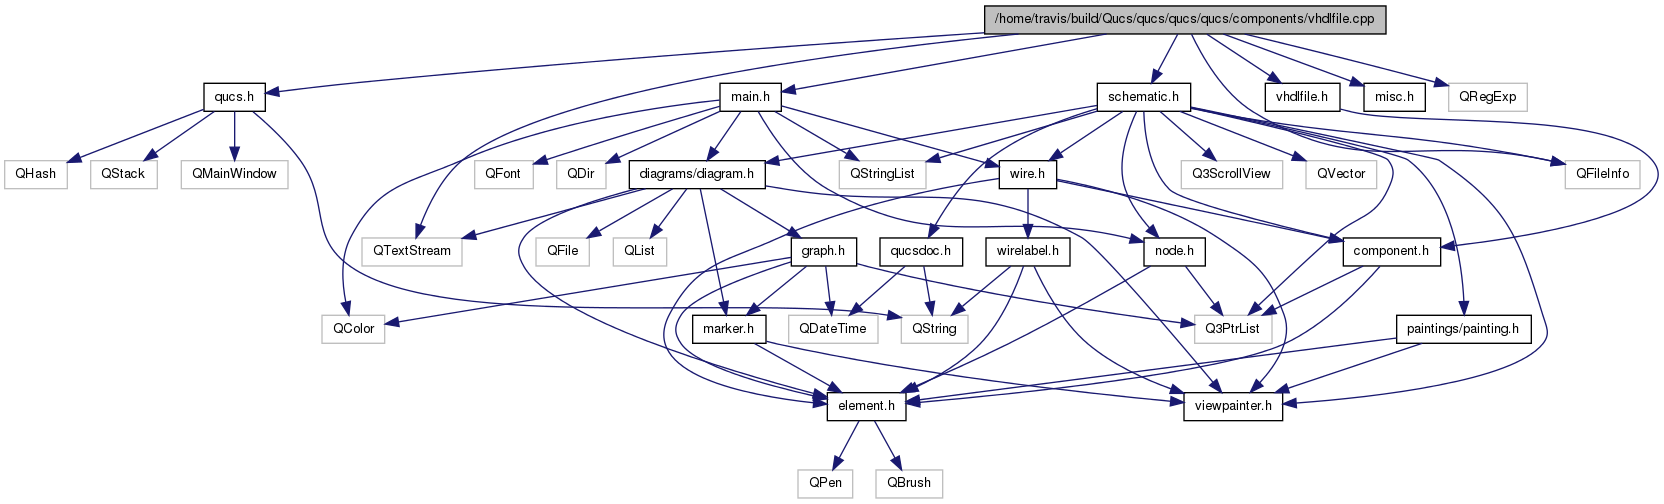 /home/travis/build/Qucs/qucs/qucs/qucs/components/vhdlfile.cpp
qucs.h
main.h
schematic.h
vhdlfile.h
misc.h
QRegExp
QHash
QStack
QMainWindow
QFont
QDir
diagrams/diagram.h
QStringList
wire.h
Q3ScrollView
QVector
QFileInfo
QTextStream
QFile
QList
graph.h
qucsdoc.h
wirelabel.h
node.h
component.h
QColor
marker.h
QDateTime
QString
Q3PtrList
paintings/painting.h
element.h
viewpainter.h
QPen
QBrush